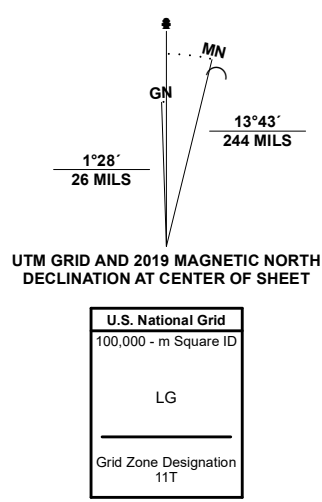 MN
GN
13°43´
244 MILS
1°28´
26 MILS
UTM GRID AND 2019 MAGNETIC NORTH
DECLINATION AT CENTER OF SHEET
U.S. National Grid
100,000 - m Square ID
LG
Grid Zone Designation
11T